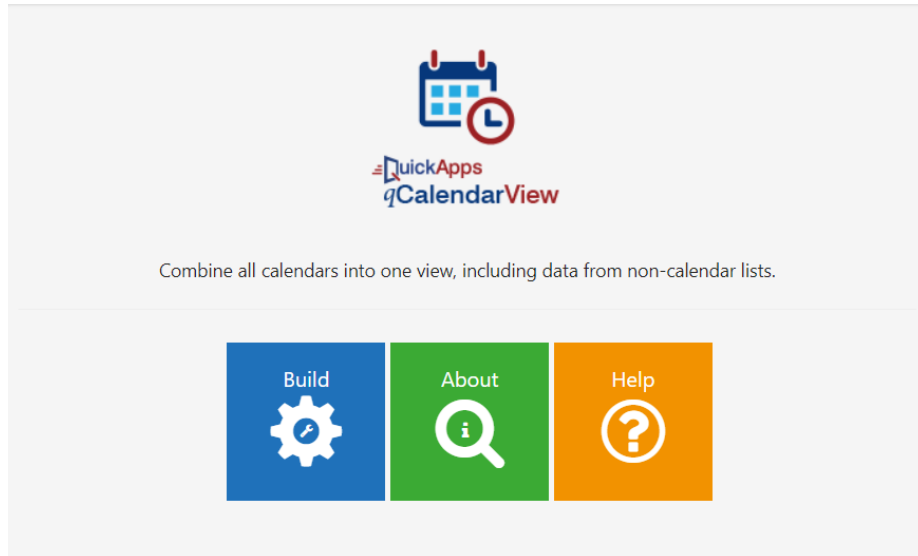 QuickApps
qCalendarView
Combine all calendars into one view, including data from non-calendar lists.
Build
About
Help